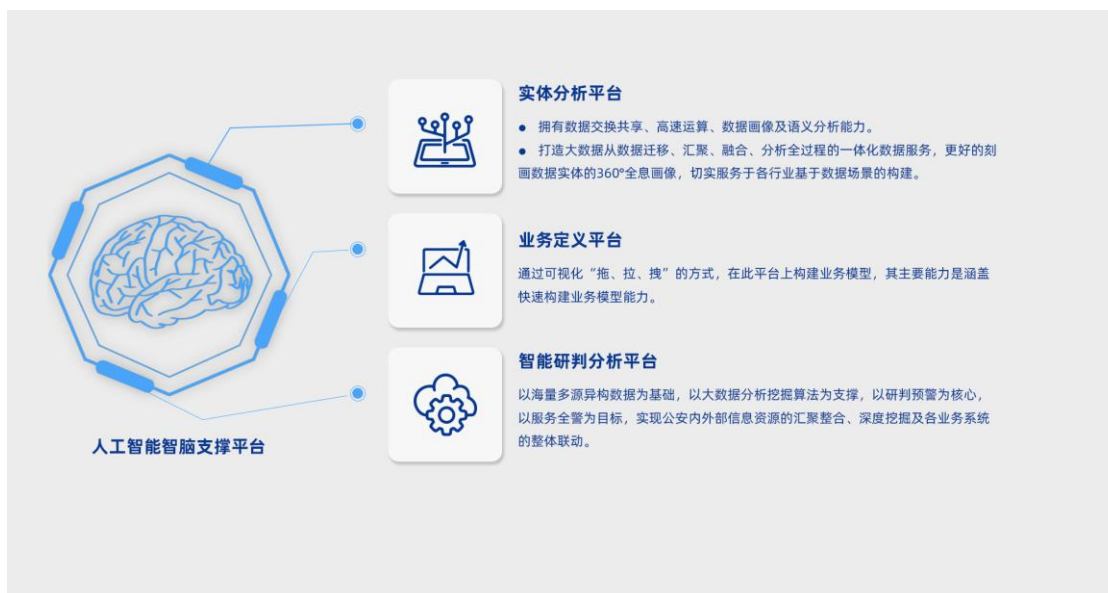 实体分析平台
● 拥有数据交换共享、高速运算、数据画像及语义分析能力。
● 打造大数据从数据迁移、汇聚、融合、分析全过程的一体化数据服务，更好的刻
画数据实体的360°全息画像，切实服务于各行业基于数据场景的构建。
业务定义平台
通过可视化“拖、拉、拽”的方式，在此平台上构建业务模型，其主要能力是涵盖
快速构建业务模型能力。
智能研判分析平台
以海量多源异构数据为基础，以大数据分析挖掘算法为支撑，以研判预警为核心，
以服务全警为目标，实现公安内外部信息资源的汇聚整合、深度挖掘及各业务系统
的整体联动。
人工智能智脑支撑平台